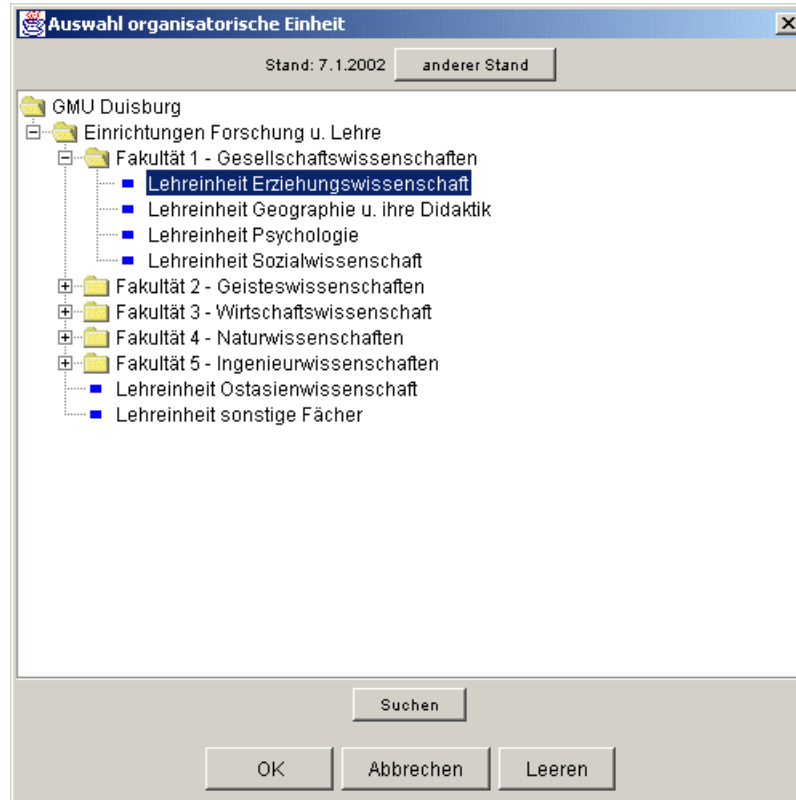 Auswahl organisatorische Einheit
Stand: 7.1.2002 anderer Stand
GMU Duisburg
Einrichtungen Forschung u. Lehre
Fakultät 1 - Gesellschaftswissenschaften
Lehreinheit Erziehungswissenschaft
Lehreinheit Geographie u. ihre Didaktik
Lehreinheit Psychologie
Lehreinheit Sozialwissenschaft
Fakultät 2 - Geisteswissenschaften
Fakultät 3 - Wirtschaftswissenschaft
Fakultät 4 - Naturwissenschaften
Fakultät 5 - Ingenieurwissenschaften
Lehreinheit Ostasienwissenschaft
Lehreinheit sonstige Fächer
Suchen
OK Abbrechen Leeren